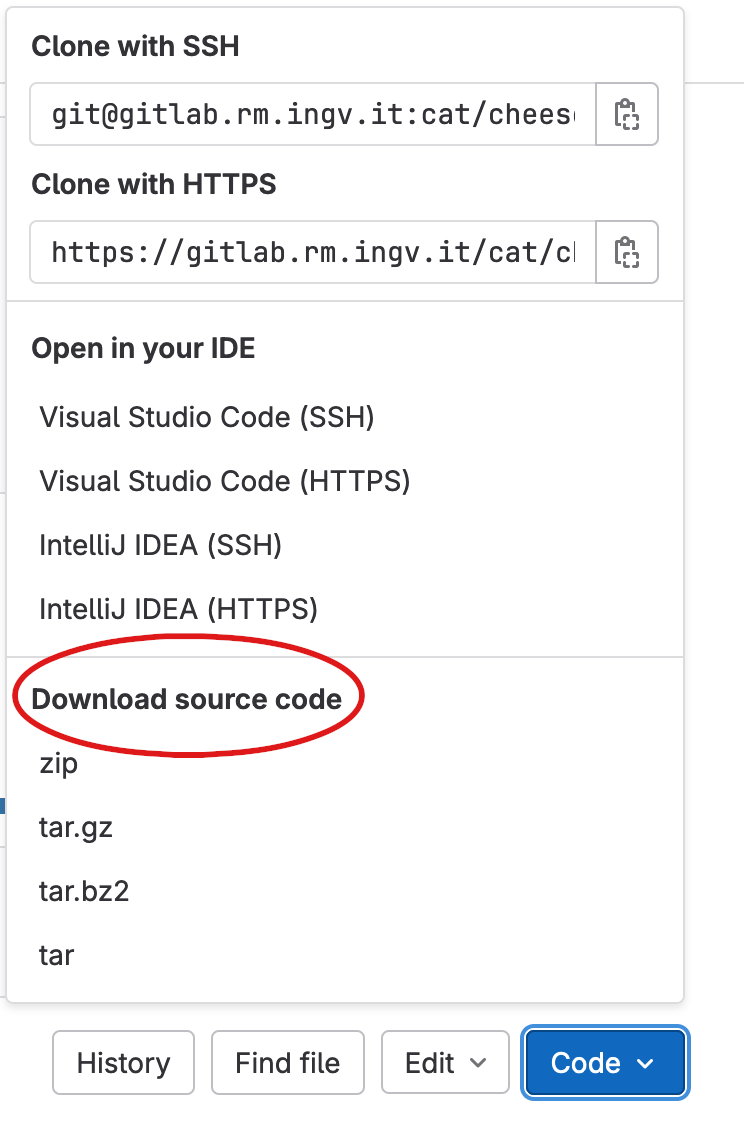 Clone with SSH
git@gitlab.rm.ingv.it:cat/chees
Clone with HTTPS
https://gitlab.rm.ingv.it/cat/c
Open in your IDE
Visual Studio Code (SSH)
Visual Studio Code (HTTPS)
IntelliJ IDEA (SSH)
IntelliJ IDEA (HTTPS)
Download source code
zip
tar.gz
tar.bz2
tar
History Find file Edit Code